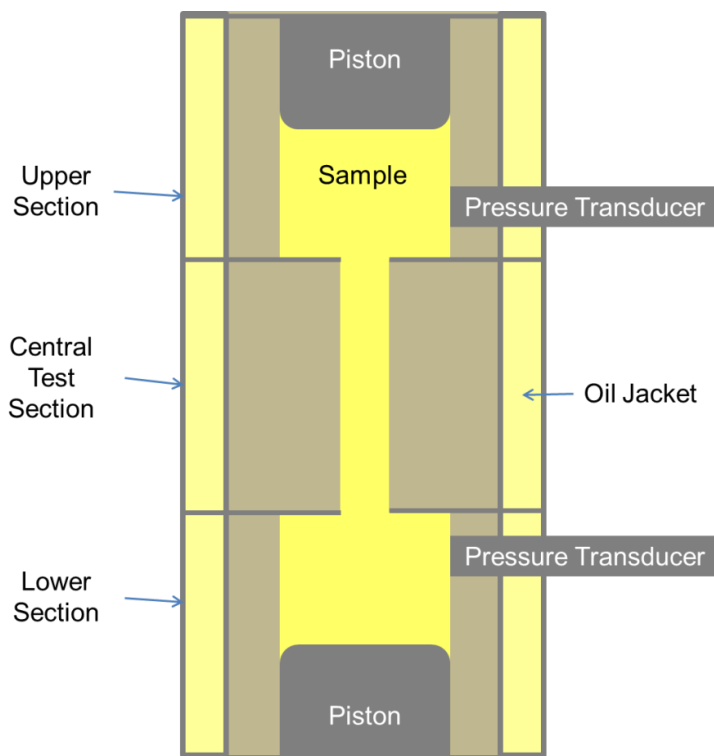 Piston
Sample
Upper
Section
Pressure Transducer
Central
Test
Section
Oil Jacket
Pressure Transducer
Lower
Section
Piston